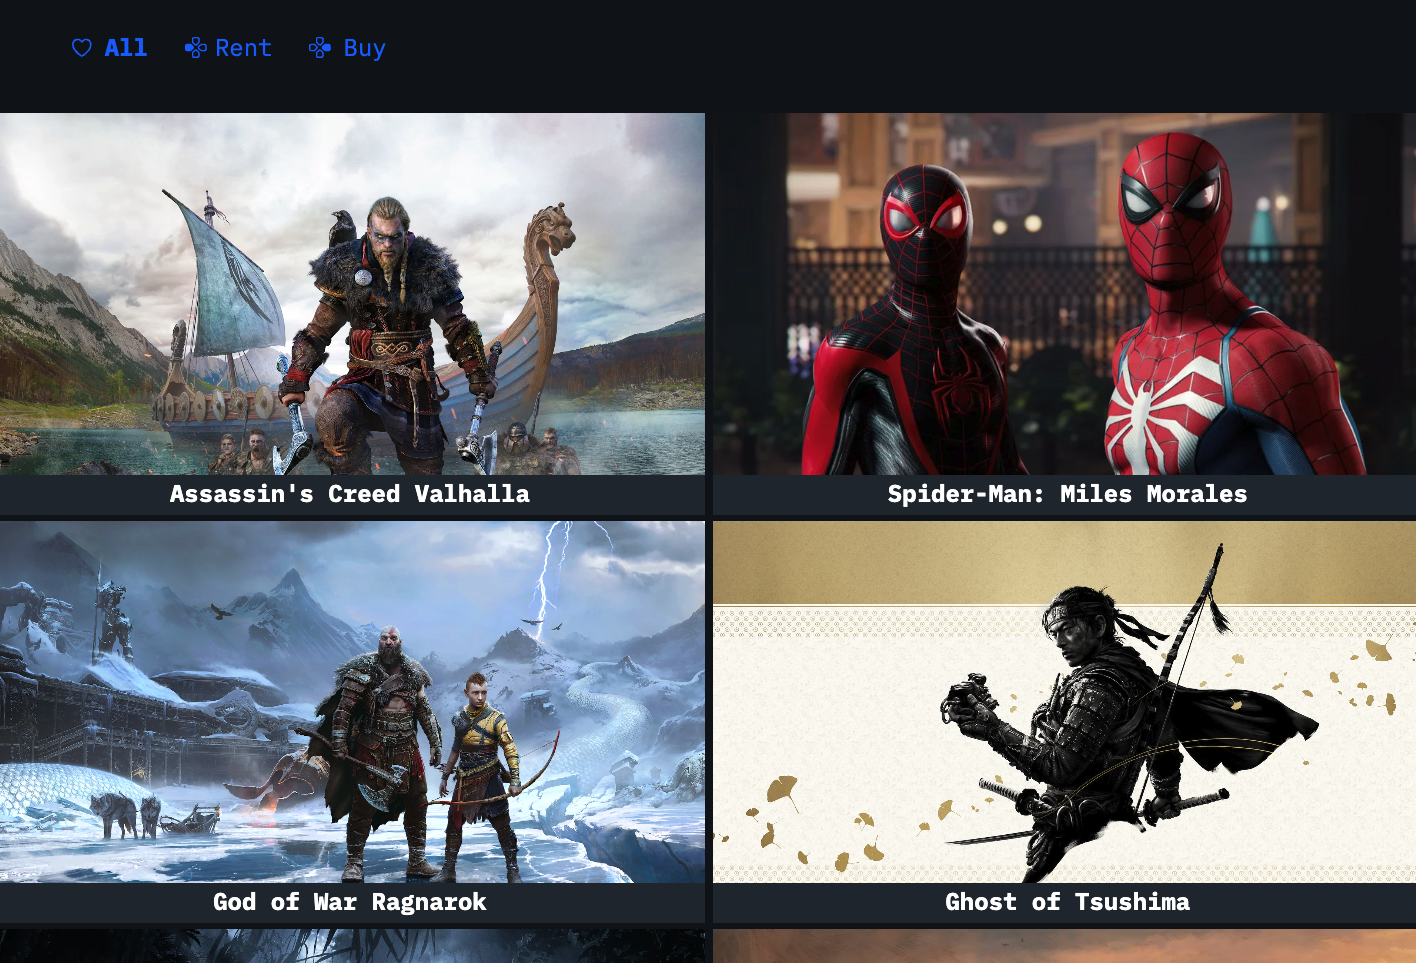 All Rent Buy
Assassin's Creed Valhalla
Spider-Man: Miles Morales
God of War Ragnarok
Ghost of Tsushima